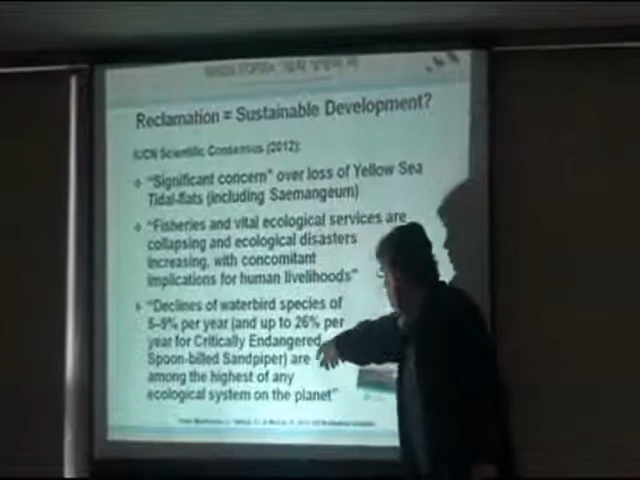 Reclamation = Sustainable Development?
IUCN Scientific Consensus (2012):
"Significant concern" over loss of Yellow Sea
Tidal-flats (including Saemangeum)
"Fisheries and vital ecological services are
collapsing and ecological disasters
increasing, with concomitant
implications for human livelihoods"
"Declines of waterbird species of
5–9% per year (and up to 26% per
year for Critically Endangered
Spoon-billed Sandpiper) are
among the highest of any
ecological system on the planet"